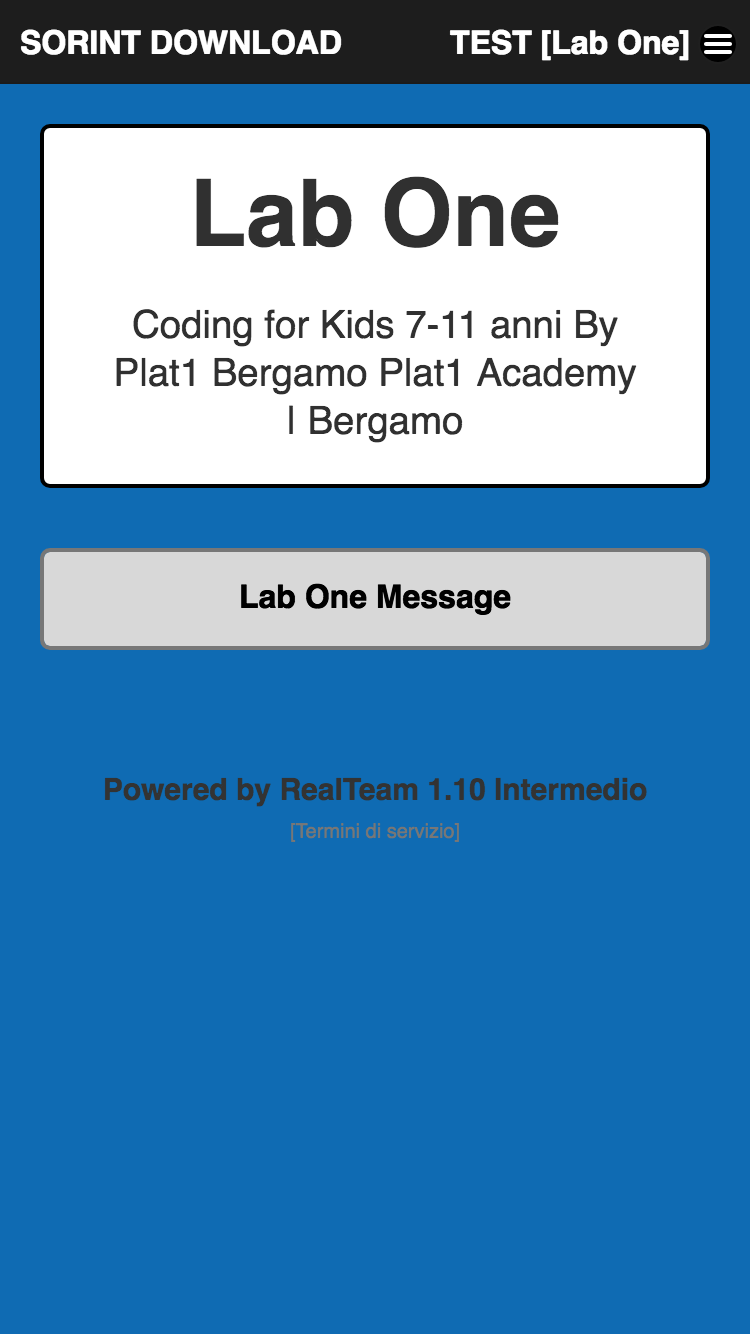 SORINT DOWNLOAD TEST [Lab One]
Lab One
Coding for Kids 7-11 anni By
Plat1 Bergamo Plat1 Academy
| Bergamo
Lab One Message
Powered by RealTeam 1.10 Intermedio
[Termini di servizio]